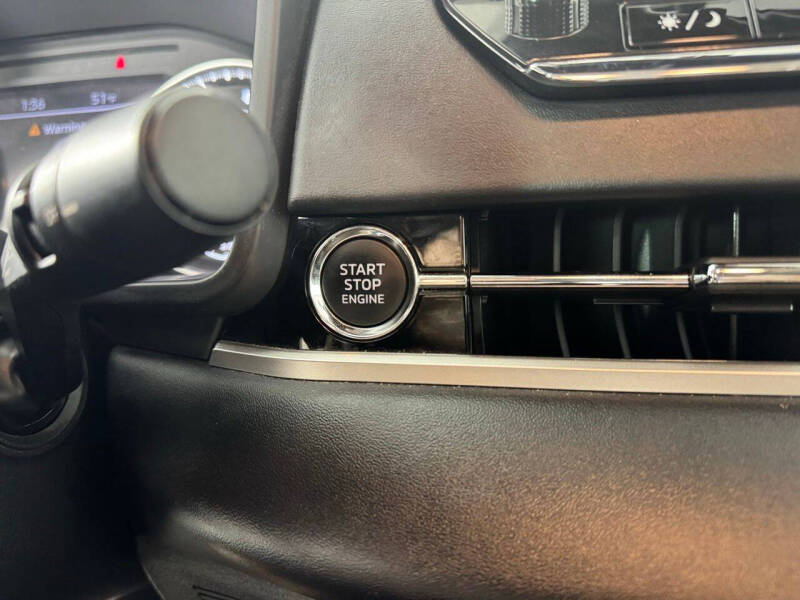 1:36 51°F
Warning
START
STOP
ENGINE